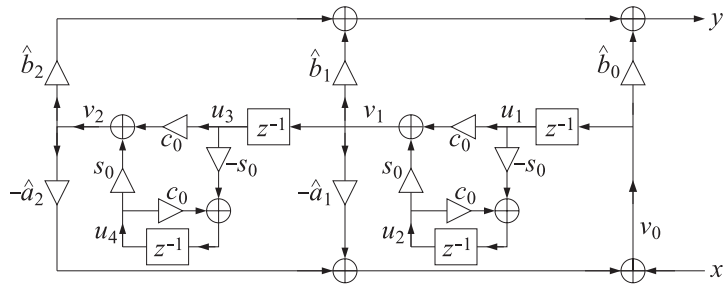 y
b̂₂ b̂₁ b̂₀
v₂ u₃ z⁻¹ v₁ u₁ z⁻¹
c₀ c₀
s₀ -s₀ s₀ -s₀
-â₂ c₀ -â₁ c₀
u₄ z⁻¹ u₂ z⁻¹ v₀
x